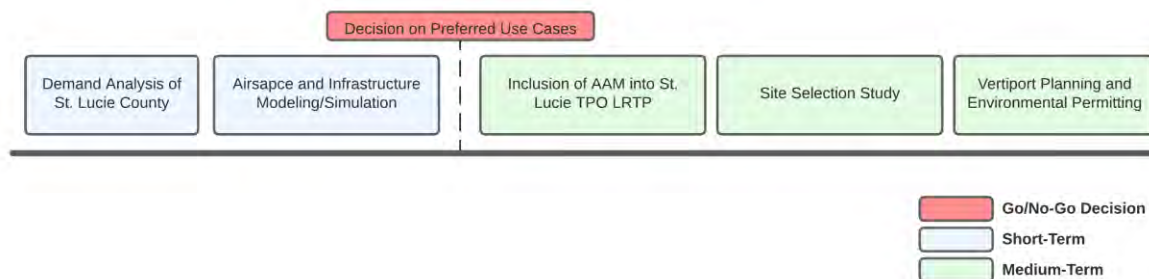 Decision on Preferred Use Cases
Demand Analysis of
St. Lucie County
Airsapce and Infrastructure
Modeling/Simulation
Inclusion of AAM into St.
Lucie TPO LRTP
Site Selection Study
Vertiport Planning and
Environmental Permitting
Go/No-Go Decision
Short-Term
Medium-Term